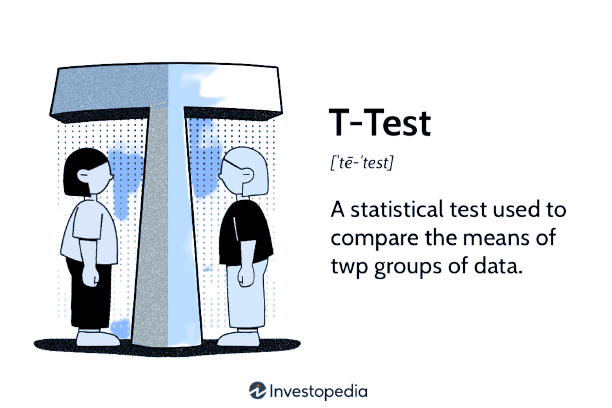 T-Test
['tē-'test]
A statistical test used to
compare the means of
twp groups of data.
Investopedia